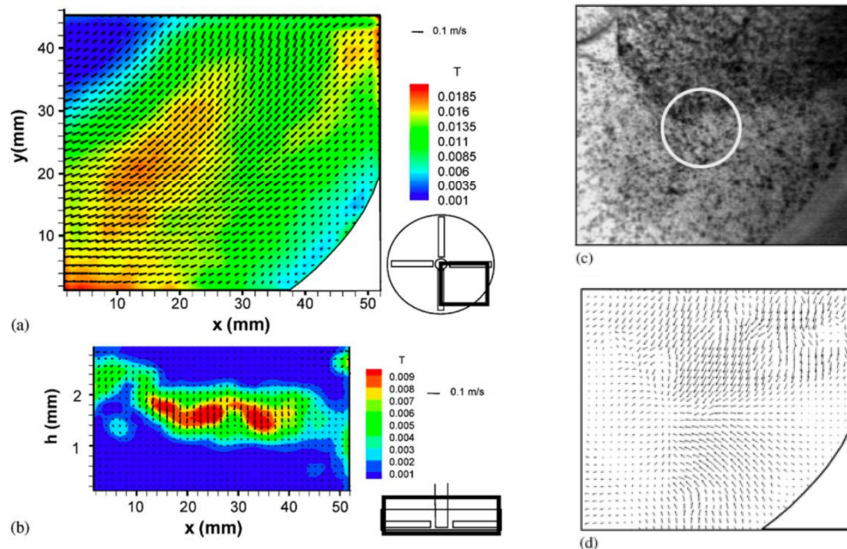 40
30
20
10
y(mm)
10 20 30 40 50
x (mm)
0.1 m/s
T
0.0185
0.016
0.0135
0.011
0.0085
0.006
0.0035
0.001
(a)
2
1
h (mm)
10 20 30 40 50
x (mm)
T
0.009
0.008
0.007
0.006
0.005
0.004
0.003
0.002
0.001
0.1 m/s
(b)
(c)
(d)